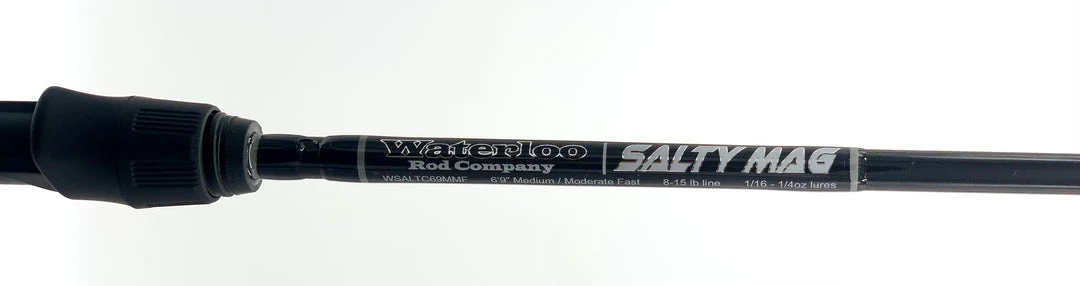 Waterloo
Rod Company
SALTY MAG
WSALTC69MMF 6'9" Medium / Moderate Fast 8-15 lb line 1/16 - 1/4oz lures